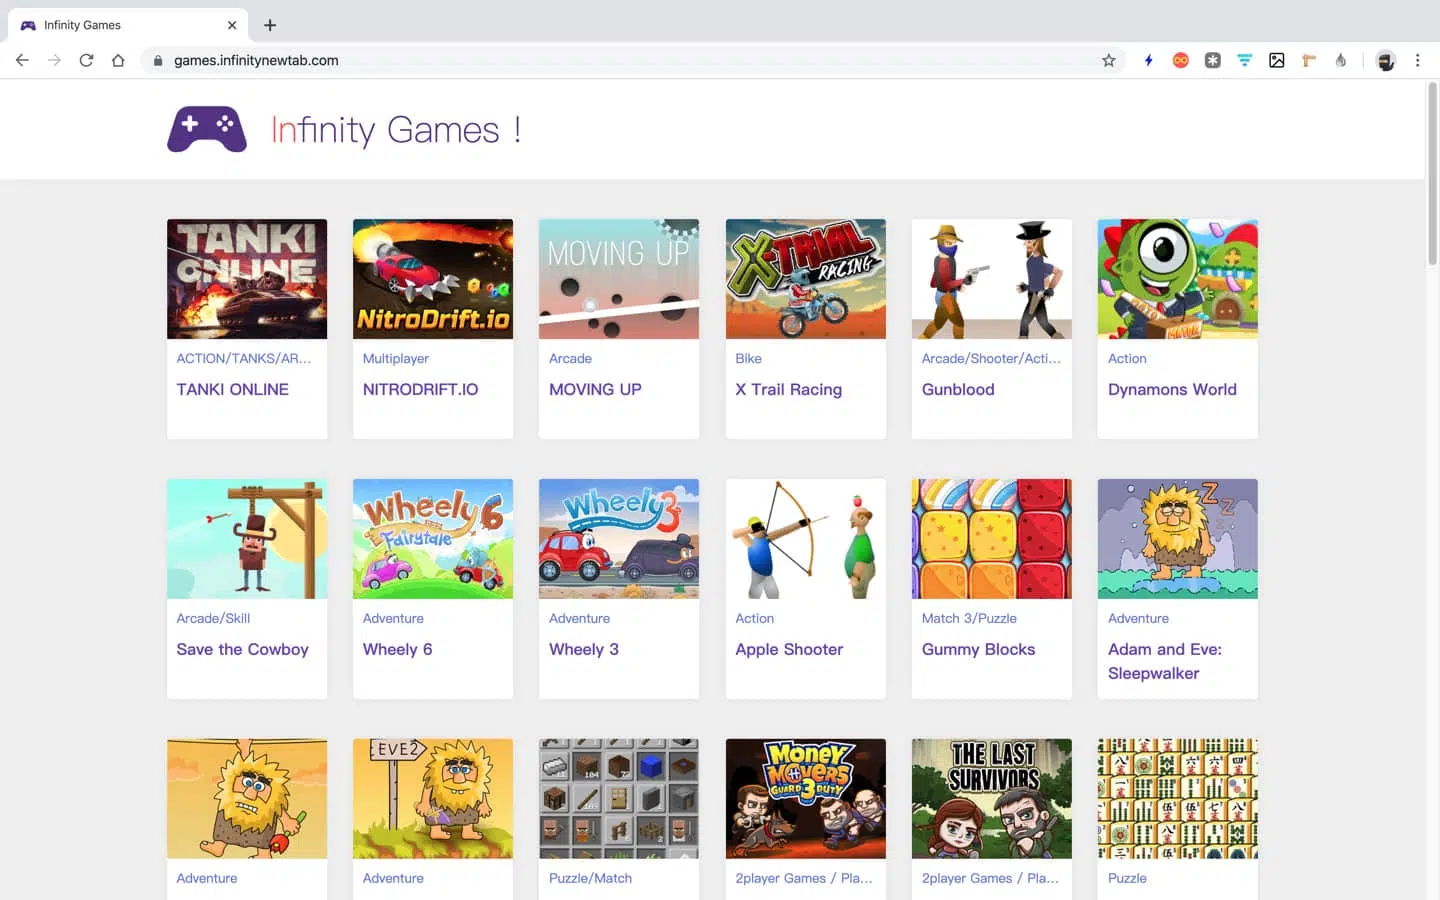 Infinity Games
games.infinitynewtab.com
Infinity Games !
TANKI
ONLINE
NitroDrift.io
MOVING UP
X-TRIAL
RACING
ACTION/TANKS/AR...
Multiplayer
Arcade
Bike
Arcade/Shooter/Acti...
Action
TANKI ONLINE
NITRODRIFT.IO
MOVING UP
X Trail Racing
Gunblood
Dynamons World
Wheely 6
Fairytale
Wheely 3
Z
Z
Z
Arcade/Skill
Adventure
Adventure
Action
Match 3/Puzzle
Adventure
Save the Cowboy
Wheely 6
Wheely 3
Apple Shooter
Gummy Blocks
Adam and Eve:
Sleepwalker
EVE2
MONEY
MOVERS
GUARD 3 DUTY
THE LAST
SURVIVORS
Adventure
Adventure
Puzzle/Match
2player Games / Pla...
2player Games / Pla...
Puzzle